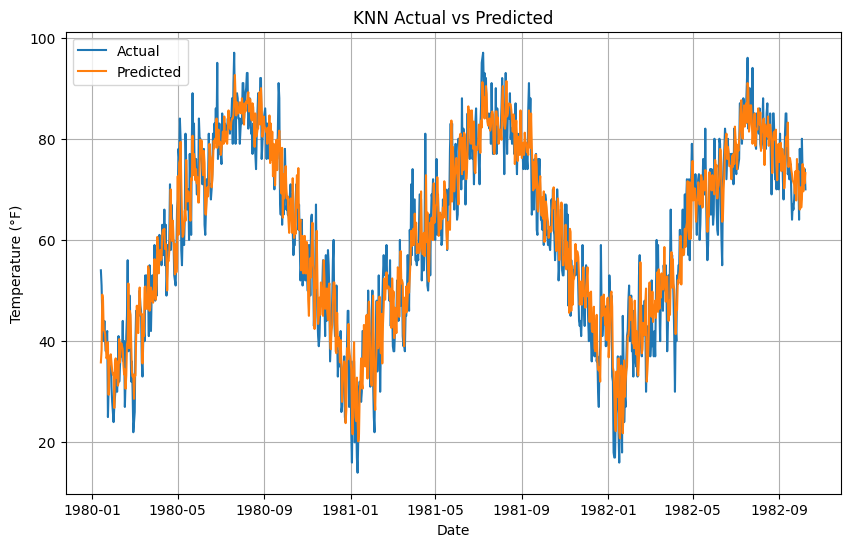 KNN Actual vs Predicted
Actual
Predicted
100
80
60
40
20
Temperature (°F)
1980-01 1980-05 1980-09 1981-01 1981-05 1981-09 1982-01 1982-05 1982-09
Date